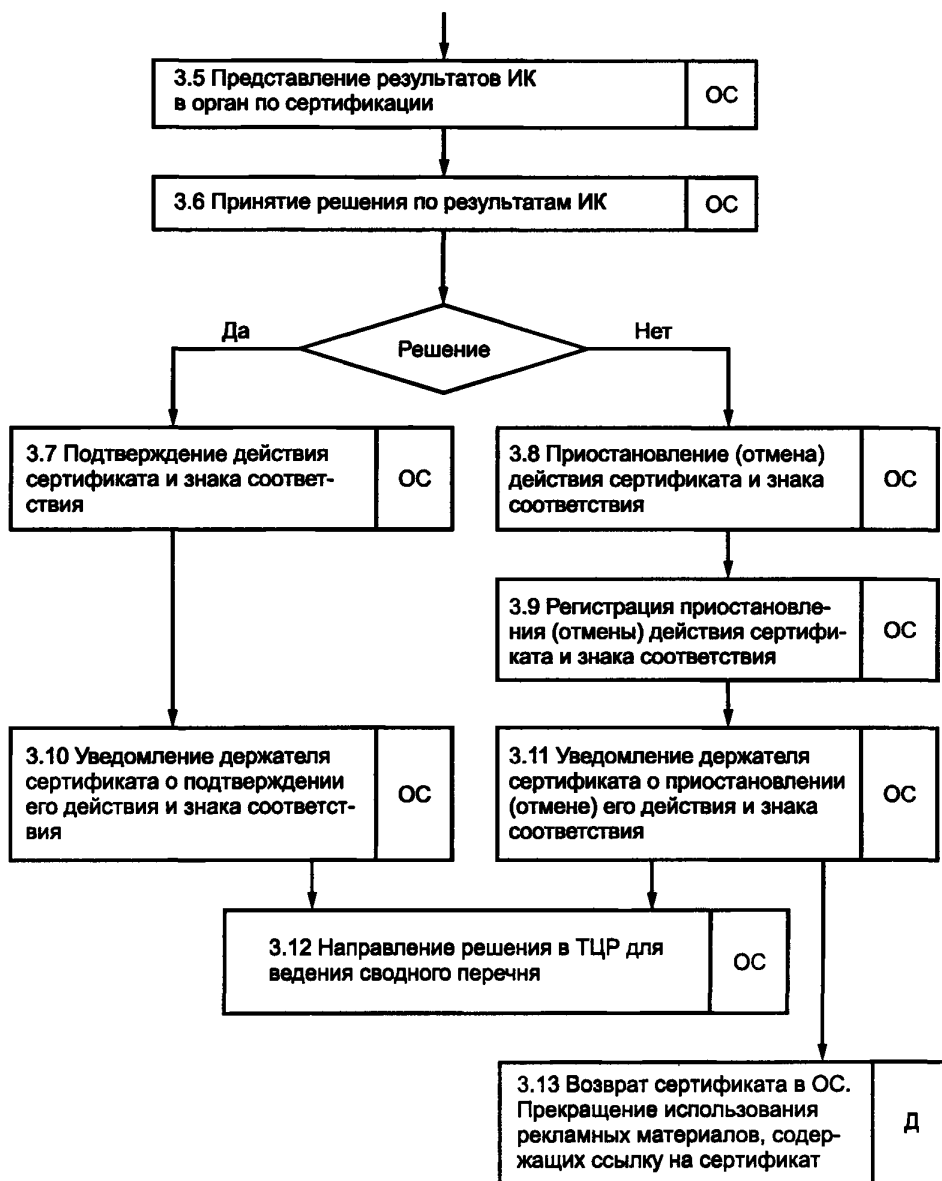 3.5 Представление результатов ИК
в орган по сертификации
ОС
3.6 Принятие решения по результатам ИК
ОС
Да
Нет
Решение
3.7 Подтверждение действия
сертификата и знака соответ-
ствия
ОС
3.8 Приостановление (отмена)
действия сертификата и знака
соответствия
ОС
3.9 Регистрация приостановле-
ния (отмены) действия сертифи-
ката и знака соответствия
ОС
3.10 Уведомление держателя
сертификата о подтверждении
его действия и знака соответст-
вия
ОС
3.11 Уведомление держателя
сертификата о приостановлении
(отмене) его действия и знака
соответствия
ОС
3.12 Направление решения в ТЦР для
ведения сводного перечня
ОС
3.13 Возврат сертификата в ОС.
Прекращение использования
рекламных материалов, содер-
жащих ссылку на сертификат
Д